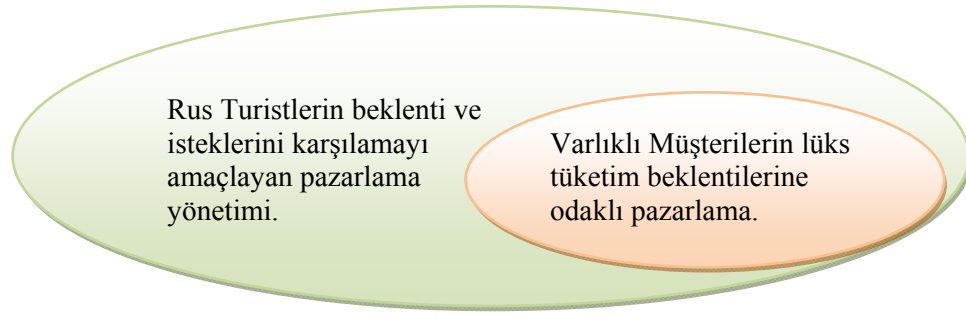 Rus Turistlerin beklenti ve
isteklerini karşılamayı
amaçlayan pazarlama
yönetimi.
Varlıklı Müşterilerin lüks
tüketim beklentilerine
odaklı pazarlama.